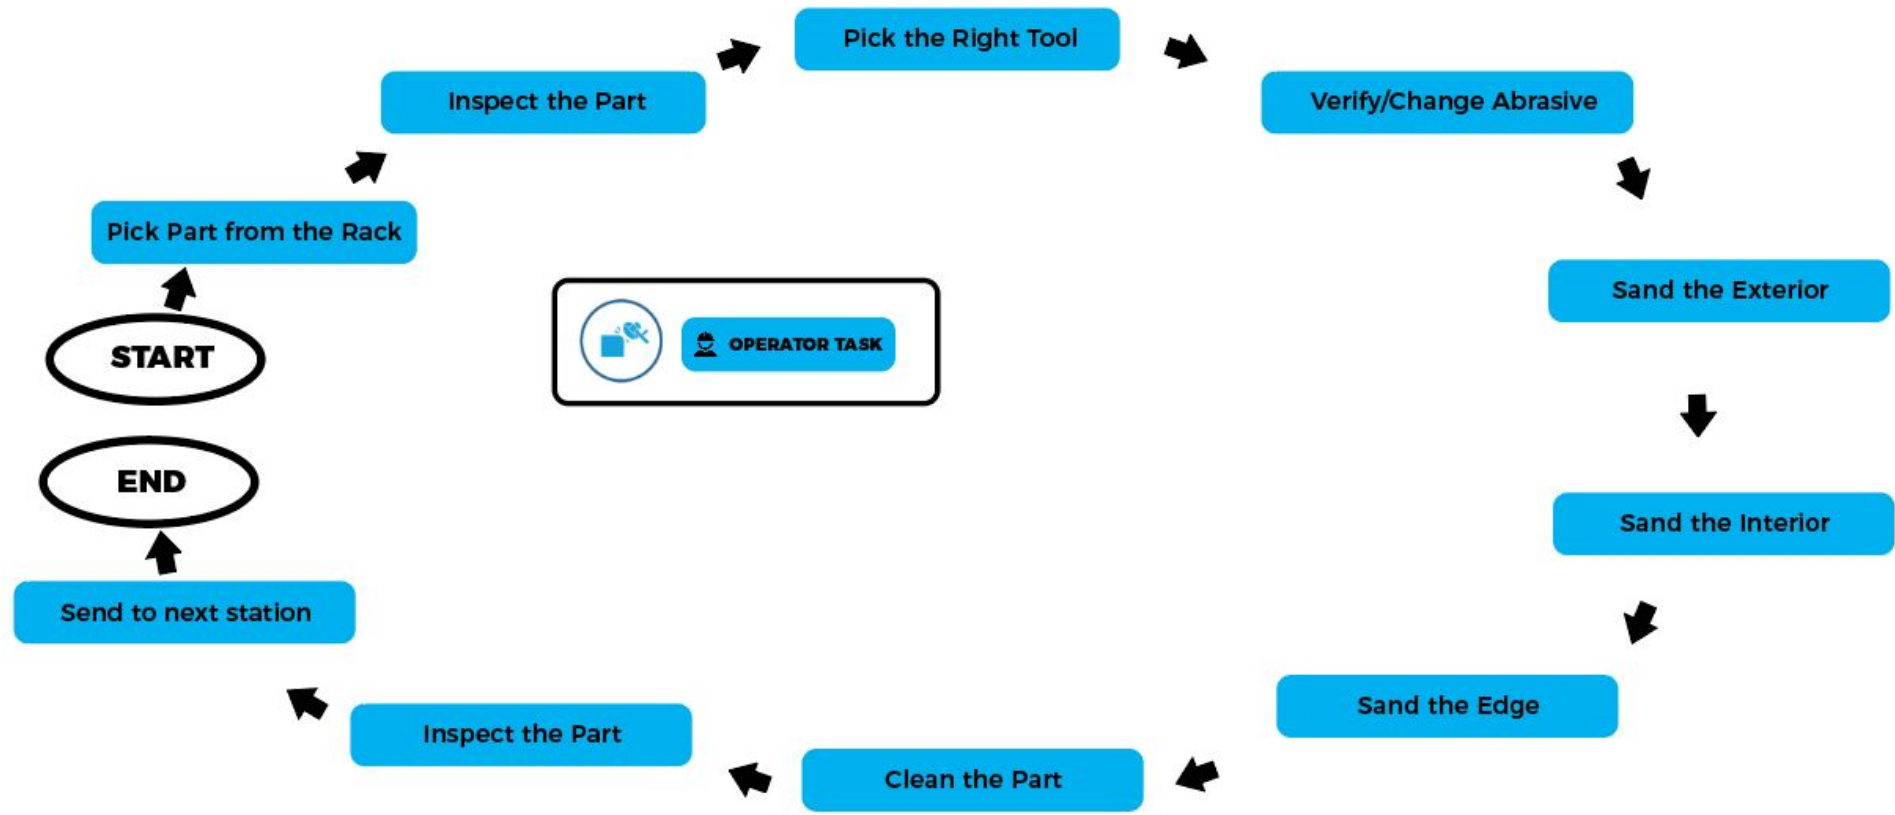 START
Pick Part from the Rack
Inspect the Part
Pick the Right Tool
Verify/Change Abrasive
Sand the Exterior
Sand the Interior
Sand the Edge
Clean the Part
Inspect the Part
Send to next station
END
OPERATOR TASK